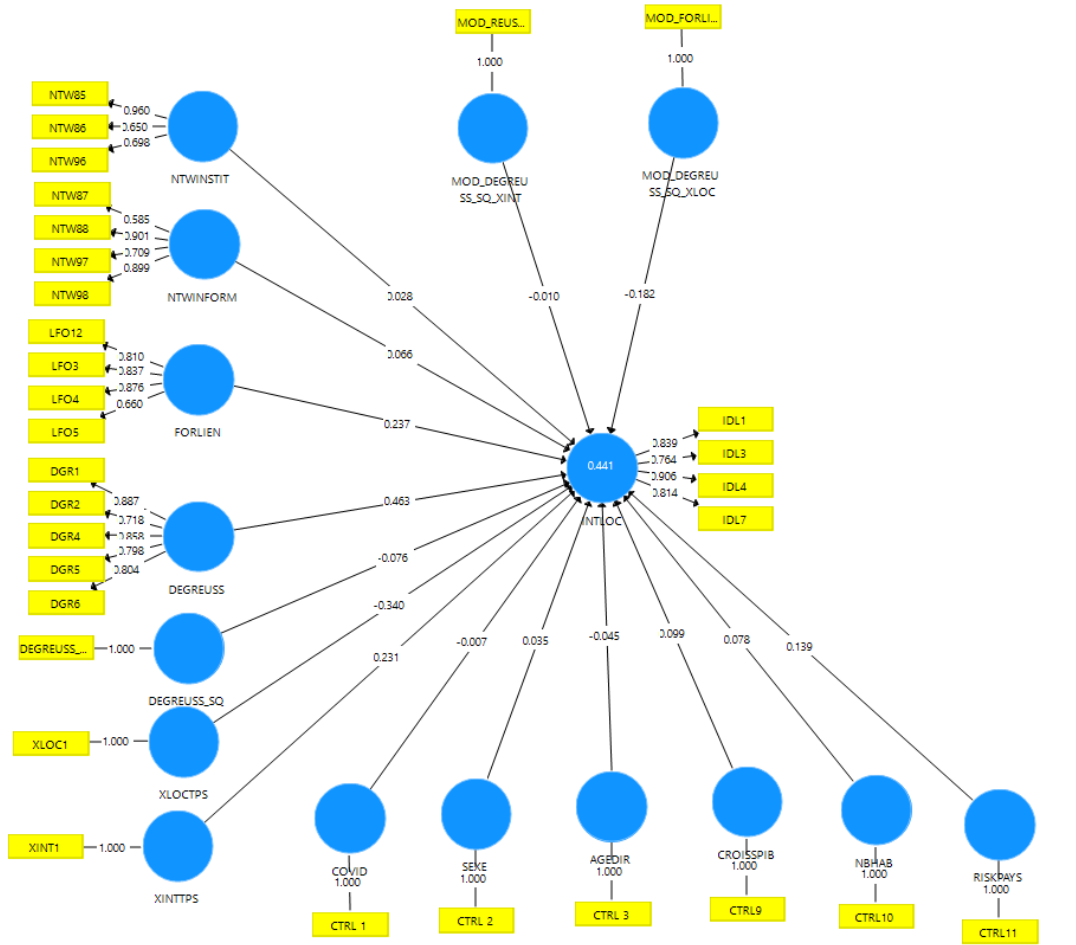 MOD_REUS...
MOD_FORLI...
1.000
1.000
NTW85
0.960
NTW86
0.650
NTW96
0.698
NTWINSTIT
MOD_DEGREU
SS_SQ_XINT
MOD_DEGREU
SS_SQ_XLOC
NTW87
0.585
NTW88
0.901
NTW97
0.709
NTW98
0.899
NTWINFORM
0.028
-0.010
-0.182
0.066
LFO12
0.810
LFO3
0.837
LFO4
0.876
LFO5
0.660
FORLIEN
0.237
IDL1
0.839
IDL3
0.764
IDL4
0.906
IDL7
0.814
0.441
INTLOC
DGR1
0.887
DGR2
0.718
DGR4
0.858
DGR5
0.798
DGR6
0.804
DEGREUSS
0.463
-0.076
DEGREUSS_...
1.000
DEGREUSS_SQ
-0.340
0.231
-0.007
0.035
-0.045
0.099
0.078
0.139
XLOC1
1.000
XLOCTPS
XINT1
1.000
XINTTPS
COVID
1.000
CTRL 1
SEXE
1.000
CTRL 2
AGEDIR
1.000
CTRL 3
CROISSPIB
1.000
CTRL9
NBHAB
1.000
CTRL10
RISKPAYS
1.000
CTRL11